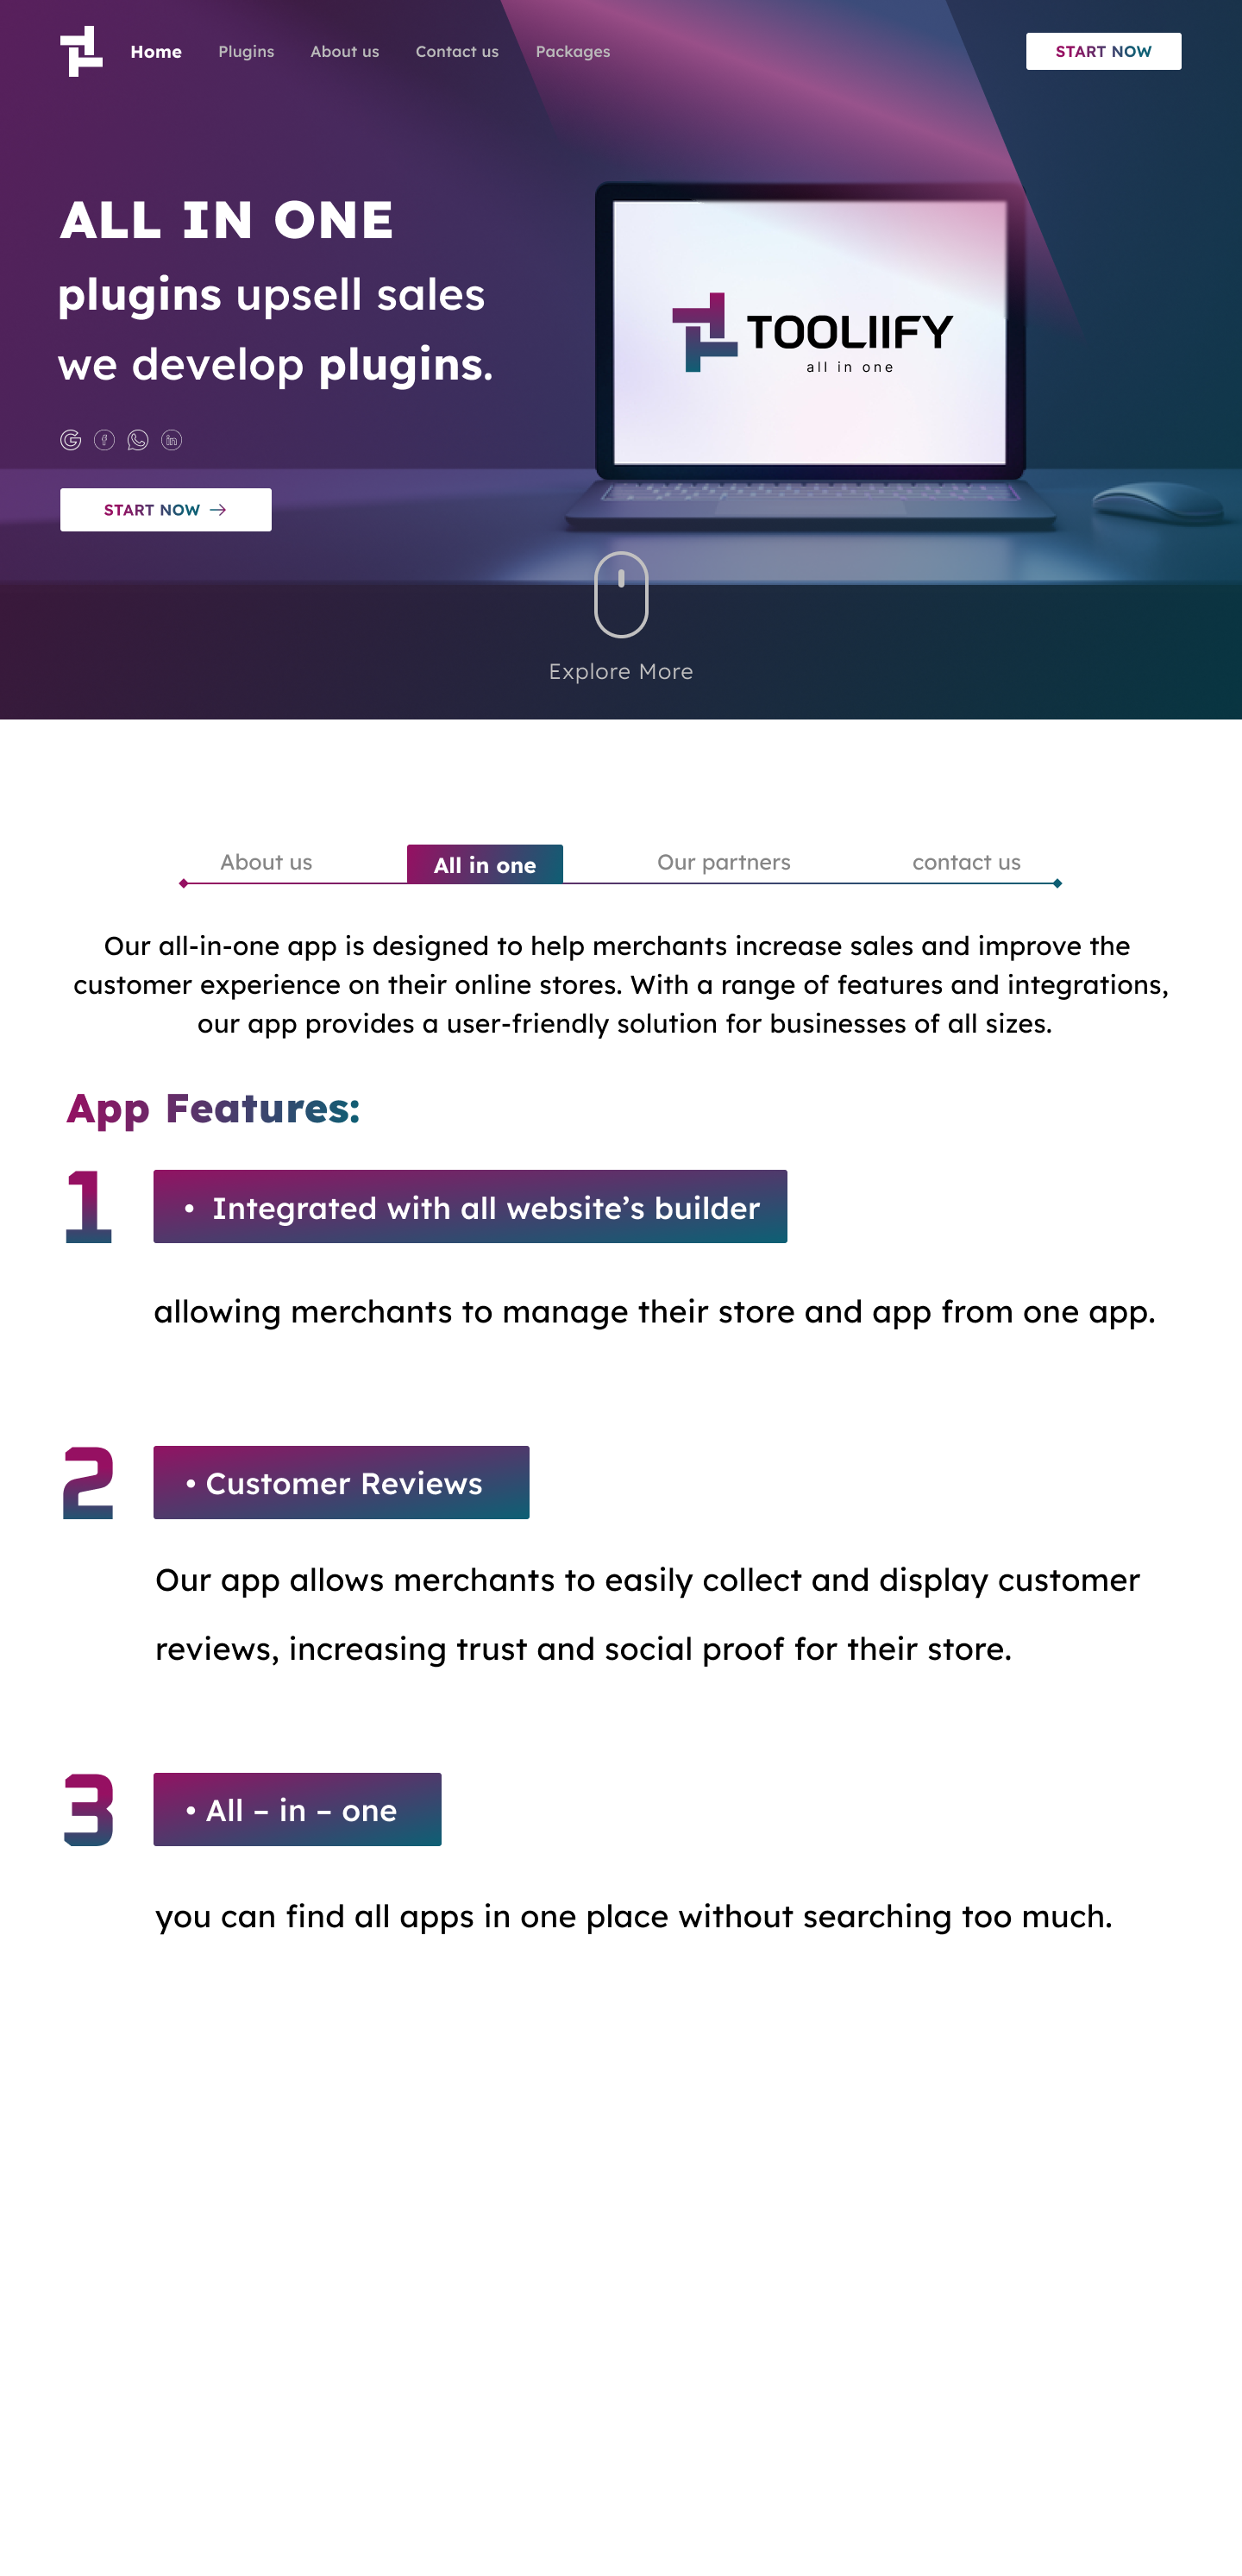 Home Plugins About us Contact us Packages START NOW
ALL IN ONE
plugins upsell sales
we develop plugins.
TOOLIIFY
all in one
START NOW
Explore More
About us All in one Our partners contact us
Our all-in-one app is designed to help merchants increase sales and improve the
customer experience on their online stores. With a range of features and integrations,
our app provides a user-friendly solution for businesses of all sizes.
App Features:
1 • Integrated with all website’s builder
allowing merchants to manage their store and app from one app.
2 • Customer Reviews
Our app allows merchants to easily collect and display customer
reviews, increasing trust and social proof for their store.
3 • All – in – one
you can find all apps in one place without searching too much.